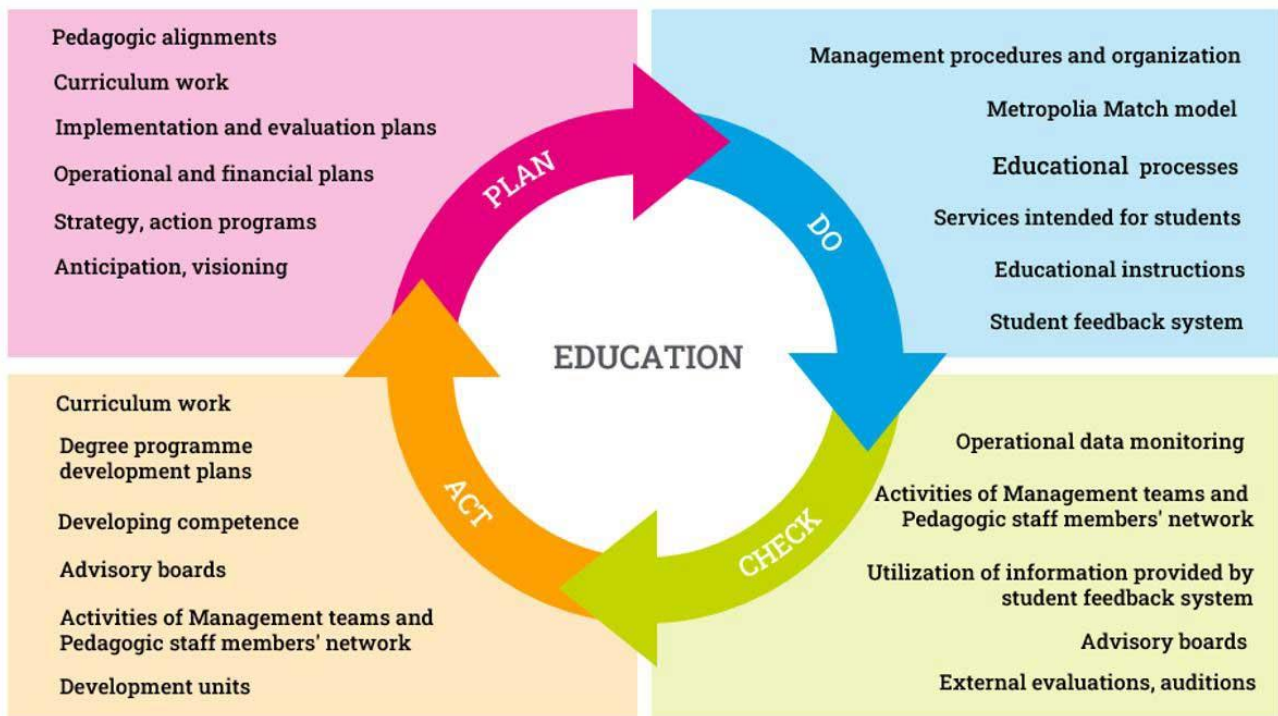 Pedagogic alignments
Curriculum work
Implementation and evaluation plans
Operational and financial plans
Strategy, action programs
Anticipation, visioning
PLAN
Management procedures and organization
Metropolia Match model
Educational processes
Services intended for students
Educational instructions
Student feedback system
DO
EDUCATION
Curriculum work
Degree programme
development plans
Developing competence
Advisory boards
Activities of Management teams and
Pedagogic staff members' network
Development units
ACT
Operational data monitoring
Activities of Management teams and
Pedagogic staff members' network
Utilization of information provided by
student feedback system
Advisory boards
External evaluations, auditions
CHECK